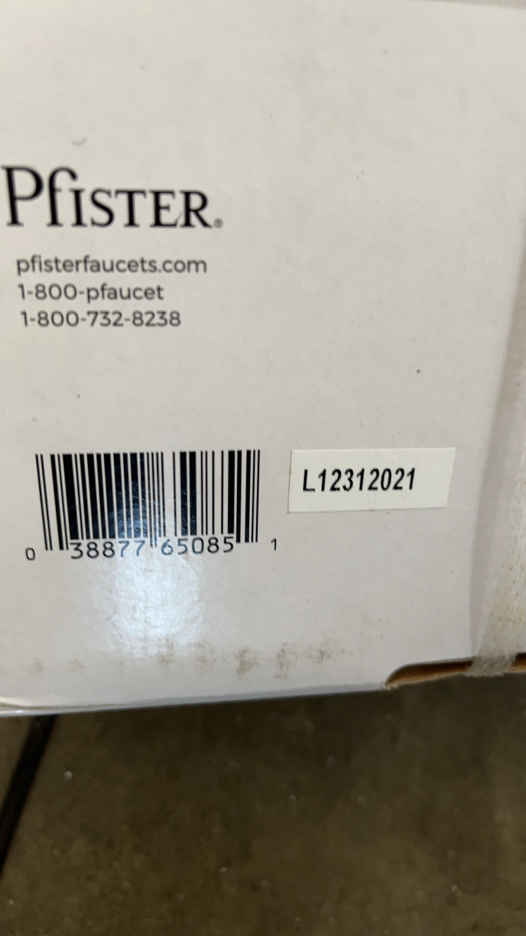 Pfister®
pfisterfaucets.com
1-800-pfaucet
1-800-732-8238
L12312021
0 38877 65085 1